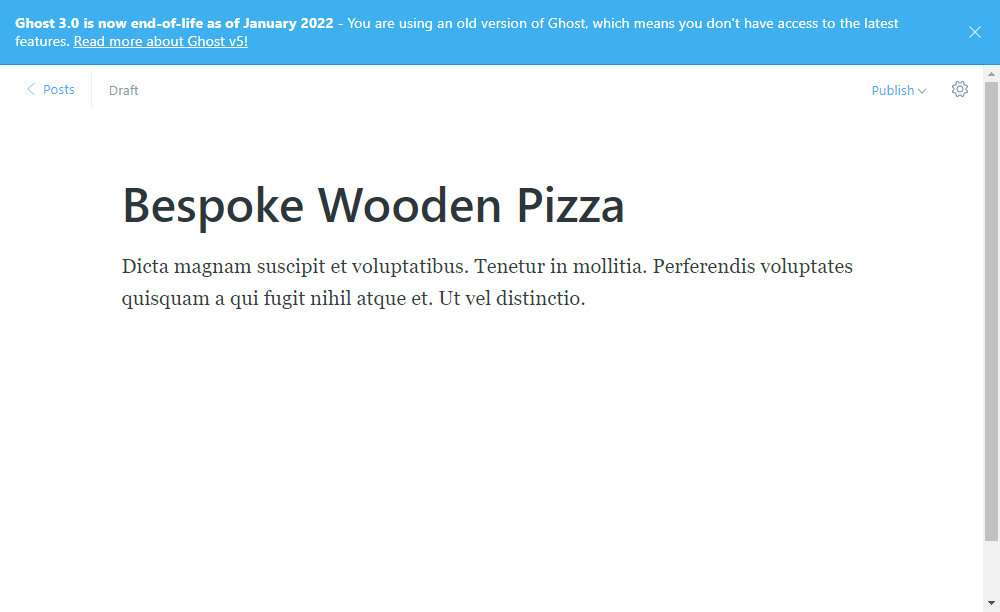 Ghost 3.0 is now end-of-life as of January 2022 - You are using an old version of Ghost, which means you don't have access to the latest
features. Read more about Ghost v5!
Posts
Draft
Publish
Bespoke Wooden Pizza
Dicta magnam suscipit et voluptatibus. Tenetur in mollitia. Perferendis voluptates
quisquam a qui fugit nihil atque et. Ut vel distinctio.